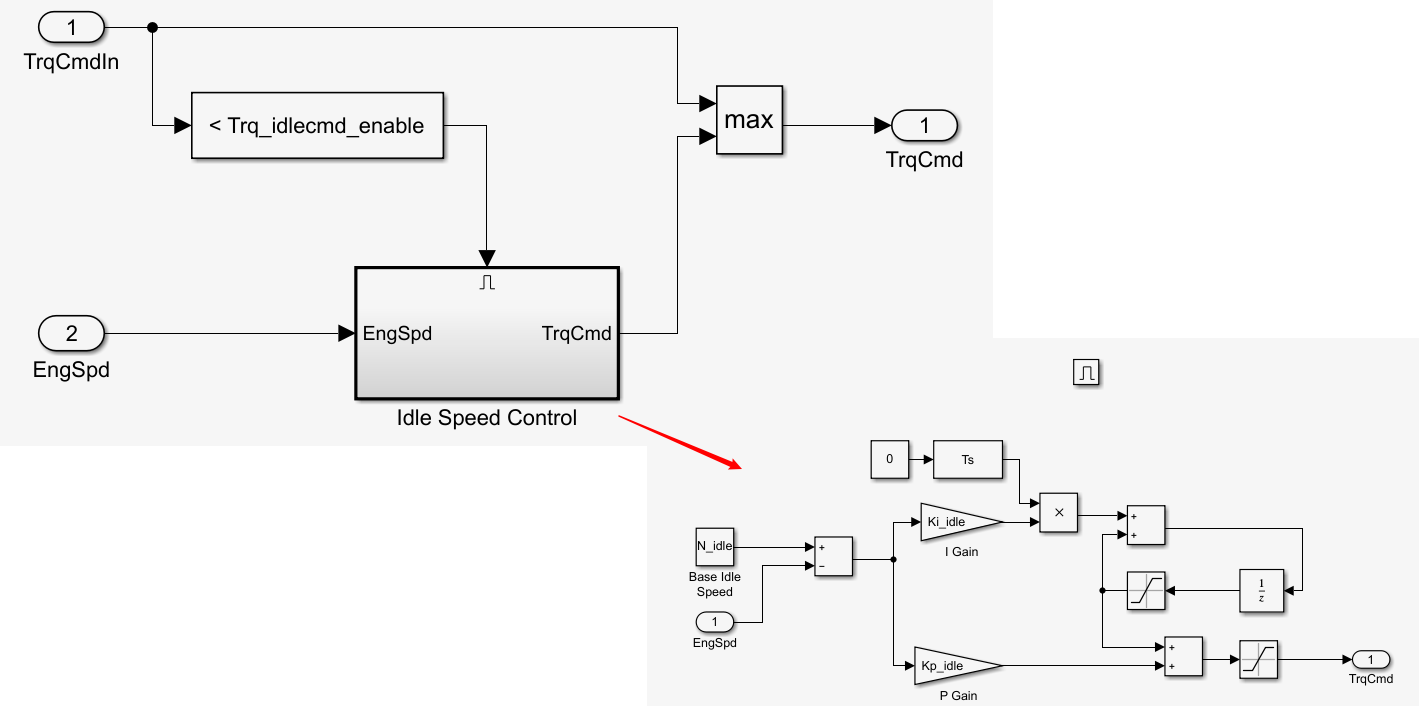 1
TrqCmdIn
< Trq_idlecmd_enable
max
1
TrqCmd
2
EngSpd
EngSpd
TrqCmd
Idle Speed Control
0
Ts
Ki_idle
I Gain
×
+
+
N_idle
Base Idle
Speed
+
−
1
EngSpd
1
z
Kp_idle
P Gain
+
+
1
TrqCmd